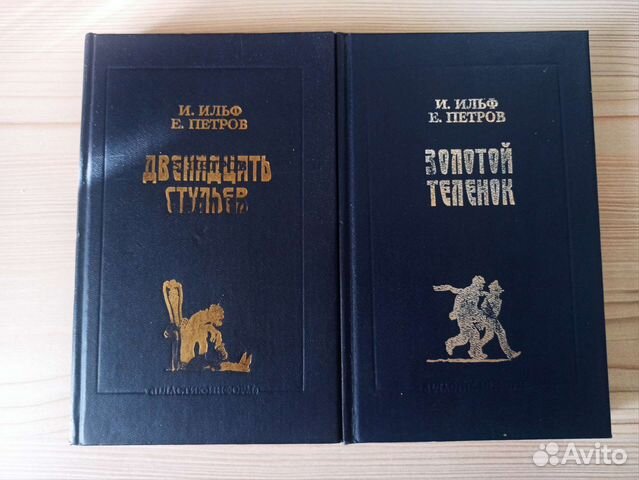 И. ИЛЬФ
Е. ПЕТРОВ
ДВЕНАДЦАТЬ
СТУЛЬЕВ
И. ИЛЬФ
Е. ПЕТРОВ
ЗОЛОТОЙ
ТЕЛЕНОК
Avito